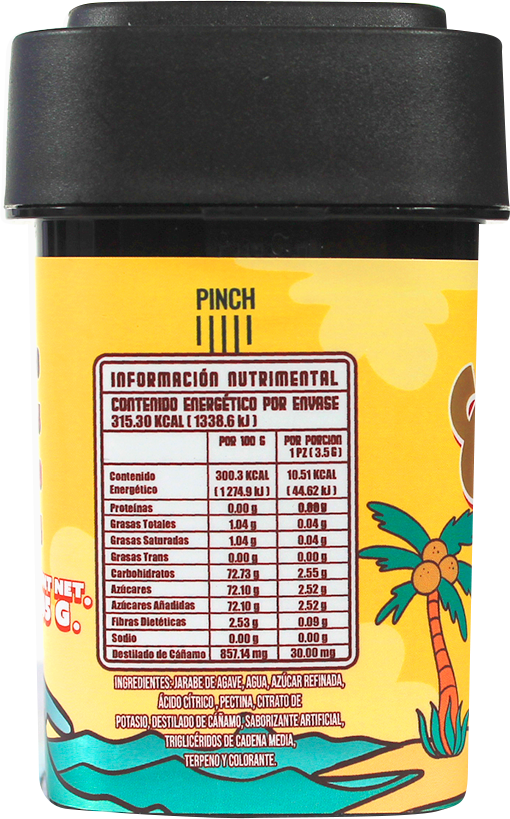 PINCH
INFORMACIÓN NUTRIMENTAL
CONTENIDO ENERGÉTICO POR ENVASE
315.30 KCAL (1338.6 kJ)
POR 100 G POR PORCION
1 PZ (3.5 G)
Contenido 300.3 KCAL 10.51 KCAL
Energético (1274.9 kJ) (44.62 kJ)
Proteínas 0.00 g 0.00 g
Grasas Totales 1.04 g 0.04 g
Grasas Saturadas 1.04 g 0.04 g
Grasas Trans 0.00 g 0.00 g
Carbohidratos 72.73 g 2.55 g
Azúcares 72.10 g 2.52 g
Azúcares Añadidas 72.10 g 2.52 g
Fibras Dietéticas 2.53 g 0.09 g
Sodio 0.00 g 0.00 g
Destilado de Cáñamo 857.14 mg 30.00 mg
INGREDIENTES: JARABE DE AGAVE, AGUA, AZÚCAR REFINADA,
ÁCIDO CÍTRICO, PECTINA, CITRATO DE
POTASIO, DESTILADO DE CÁÑAMO, SABORIZANTE ARTIFICIAL,
TRIGLICÉRIDOS DE CADENA MEDIA,
TERPENO Y COLORANTE.
NET.
5 G.